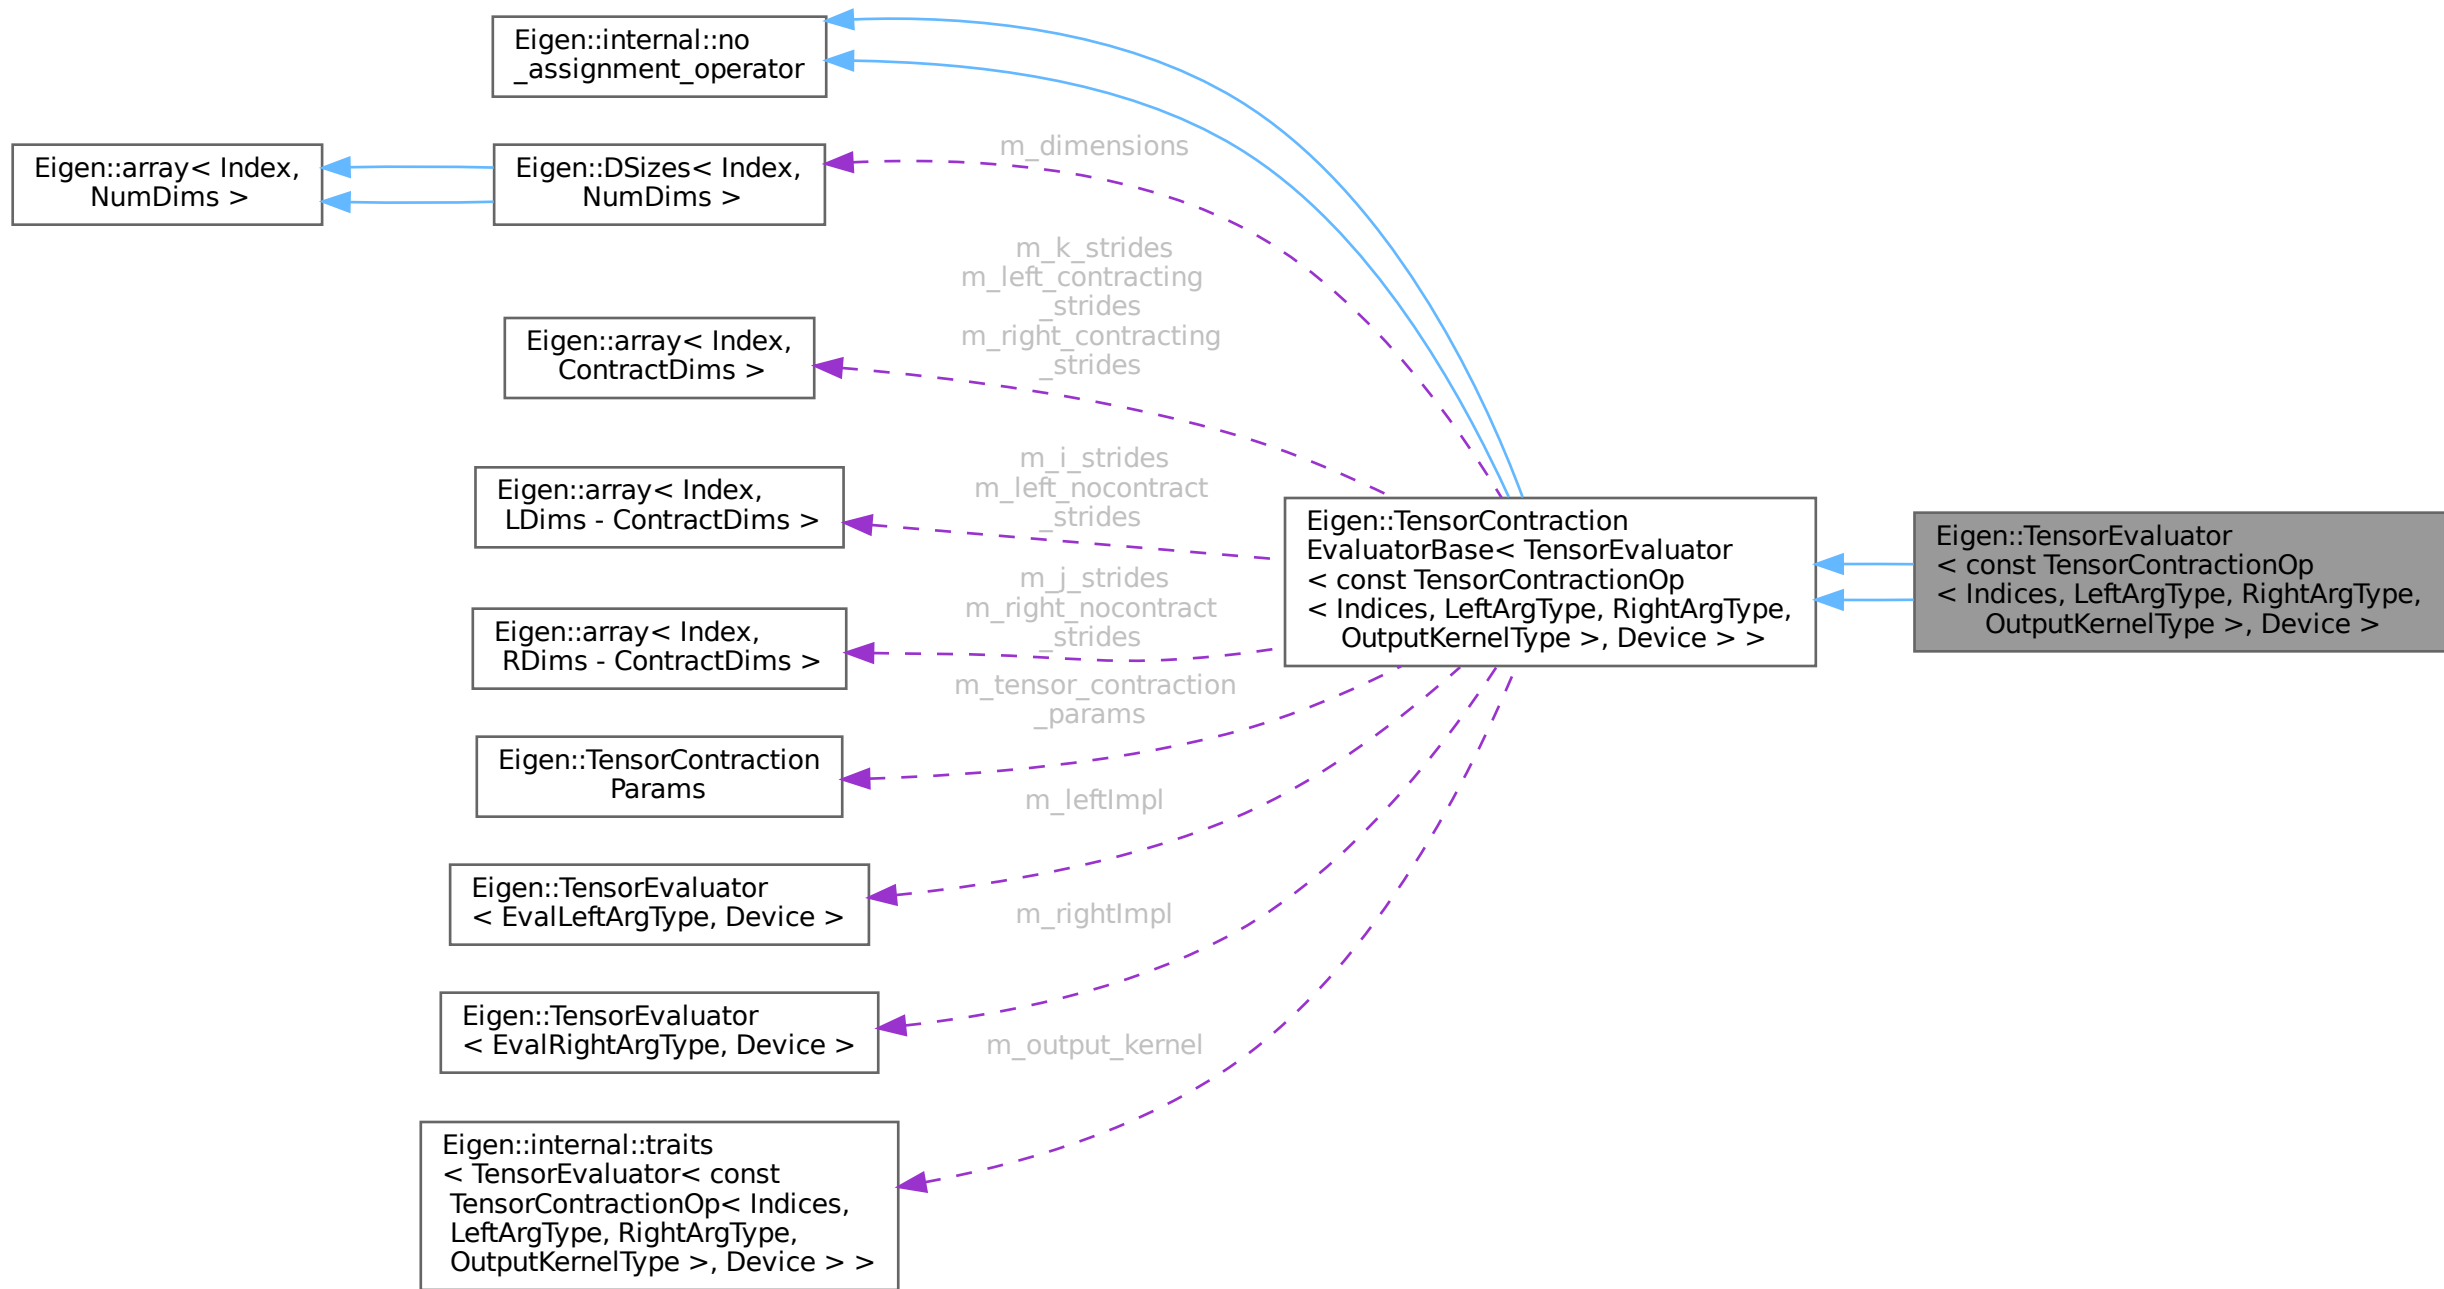 Eigen::internal::no
_assignment_operator
Eigen::array< Index,
NumDims >
Eigen::DSizes< Index,
NumDims >
m_dimensions
m_k_strides
m_left_contracting
_strides
m_right_contracting
_strides
Eigen::array< Index,
ContractDims >
m_i_strides
m_left_nocontract
_strides
Eigen::array< Index,
LDims - ContractDims >
m_j_strides
m_right_nocontract
_strides
Eigen::array< Index,
RDims - ContractDims >
Eigen::TensorContraction
EvaluatorBase< TensorEvaluator
< const TensorContractionOp
< Indices, LeftArgType, RightArgType,
OutputKernelType >, Device > >
Eigen::TensorEvaluator
< const TensorContractionOp
< Indices, LeftArgType, RightArgType,
OutputKernelType >, Device >
m_tensor_contraction
_params
Eigen::TensorContraction
Params
m_leftImpl
Eigen::TensorEvaluator
< EvalLeftArgType, Device >
m_rightImpl
Eigen::TensorEvaluator
< EvalRightArgType, Device >
m_output_kernel
Eigen::internal::traits
< TensorEvaluator< const
TensorContractionOp< Indices,
LeftArgType, RightArgType,
OutputKernelType >, Device > >